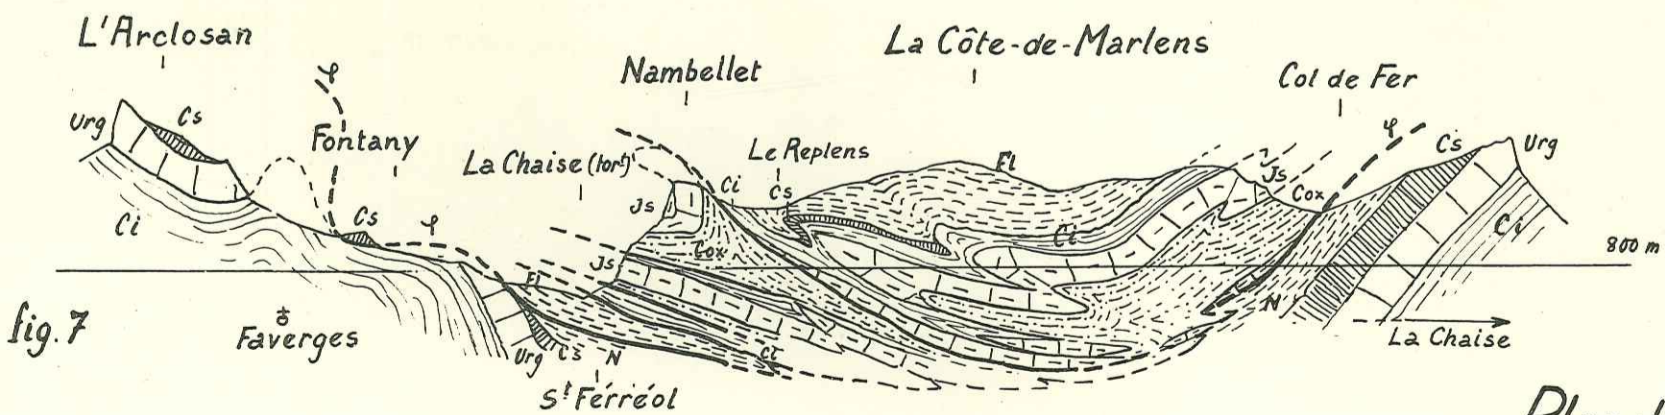 L'Arclosan
Nambellet
La Côte-de-Marlens
Col de Fer
φ
φ
Urg
Cs
Fontany
La Chaise (torᵗ)
Le Replens
Fl
Cs
Urg
Js
Ci
Cs
Js
Cox
Ci
Cs
φ
Js
Cox
Ci
Ci
800 m
Fl
N
fig. 7
Faverges
Urg
Cs
N
Ci
La Chaise
Sᵗ Férréol